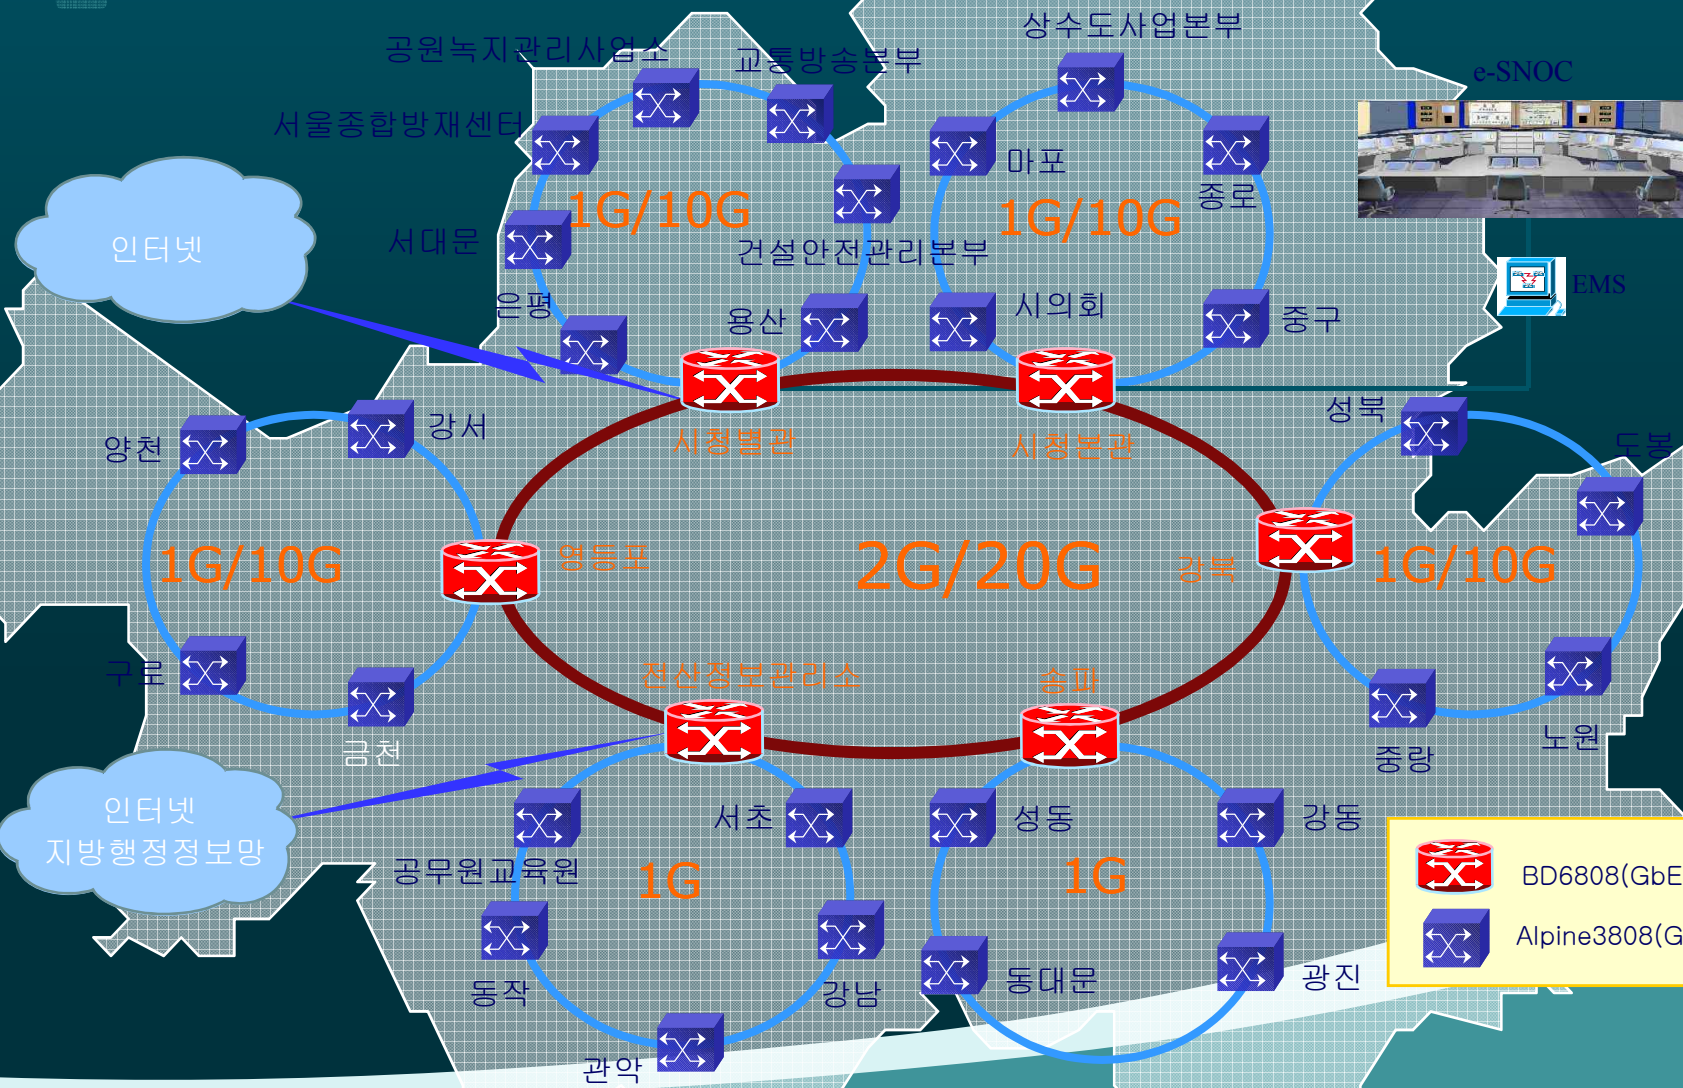 상수도사업본부
공원녹지관리사업소
교통방송본부
e-SNOC
서울종합방재센터
마포
종로
1G/10G
1G/10G
인터넷
서대문
건설안전관리본부
EMS
은평
용산
시의회
중구
시청별관
시청본관
양천
강서
성북
도봉
1G/10G
영등포
2G/20G
강북
1G/10G
구로
금천
전산정보관리소
송파
중랑
노원
인터넷
지방행정정보망
공무원교육원
서초
1G
성동
강동
1G
BD6808(GbE
Alpine3808(G
동작
강남
동대문
광진
관악